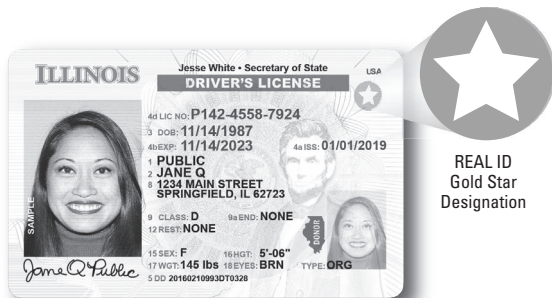 ILLINOIS
Jesse White • Secretary of State
USA
DRIVER'S LICENSE
4d LIC NO: P142-4558-7924
3 DOB: 11/14/1987
4b EXP: 11/14/2023
4a ISS: 01/01/2019
1 PUBLIC
2 JANE Q
8 1234 MAIN STREET
SPRINGFIELD, IL 62723
9 CLASS: D 9a END: NONE
12 REST: NONE
15 SEX: F 16 HGT: 5'-06"
17 WGT: 145 lbs 18 EYES: BRN TYPE: ORG
5 DD 20160210993DT0328
SAMPLE
DONOR
Jane Q Public
REAL ID
Gold Star
Designation